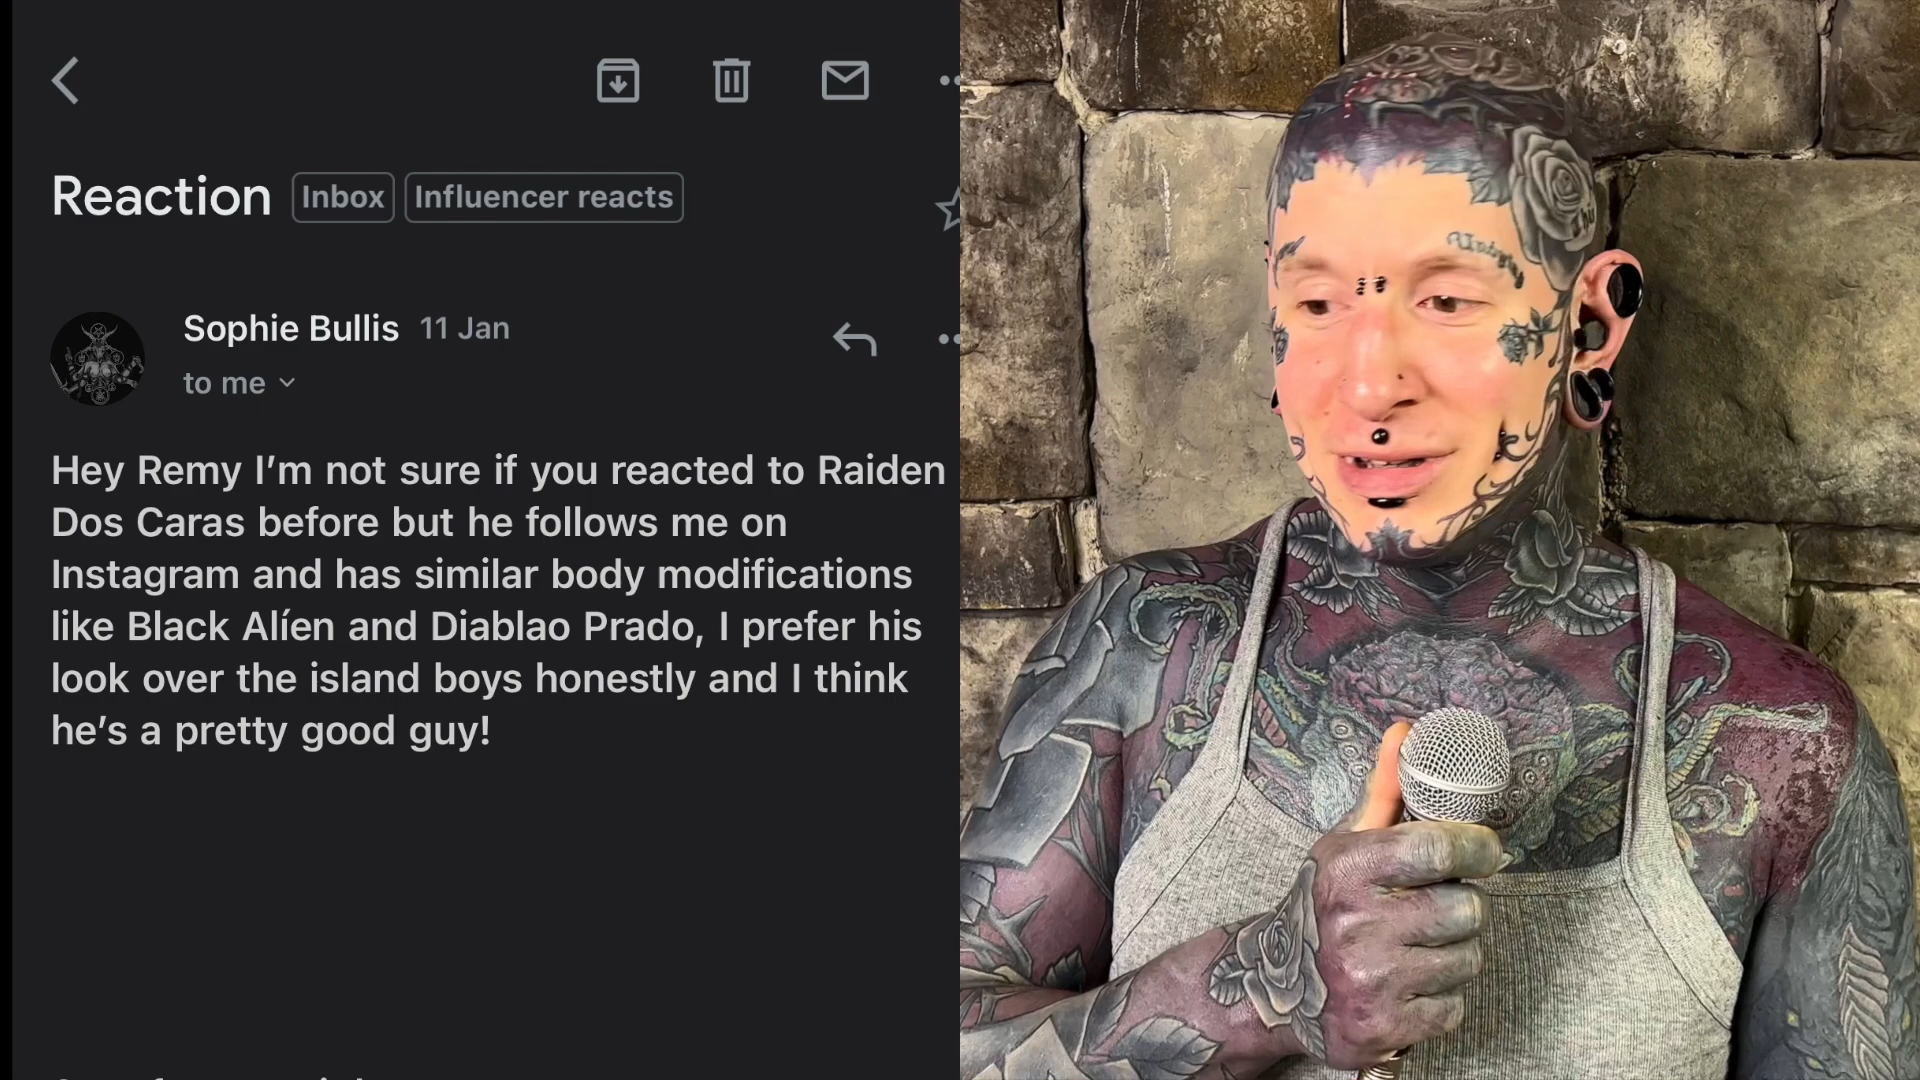 Reaction Inbox Influencer reacts
Sophie Bullis 11 Jan
to me
Hey Remy I’m not sure if you reacted to Raiden
Dos Caras before but he follows me on
Instagram and has similar body modifications
like Black Alíen and Diablao Prado, I prefer his
look over the island boys honestly and I think
he’s a pretty good guy!